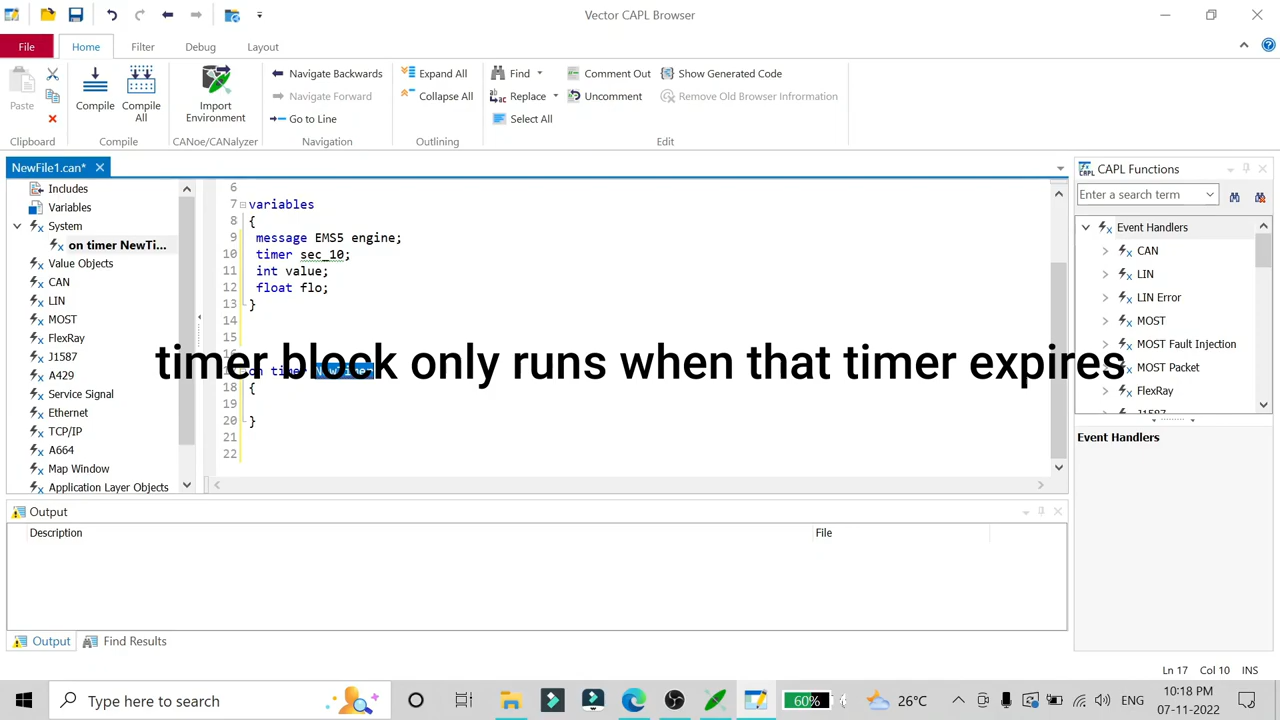 Vector CAPL Browser
File
Home
Filter
Debug
Layout
Paste
Clipboard
Compile
Compile All
Compile
Import Environment
CANoe/CANalyzer
Navigate Backwards
Navigate Forward
Go to Line
Navigation
Expand All
Collapse All
Outlining
Find
Replace
Select All
Comment Out
Uncomment
Show Generated Code
Remove Old Browser Infrormation
Edit
NewFile1.can*
Includes
Variables
System
on timer NewTi...
Value Objects
CAN
LIN
MOST
FlexRay
J1587
A429
Service Signal
Ethernet
TCP/IP
A664
Map Window
Application Layer Objects
6
7 variables
8 {
9 message EMS5 engine;
10 timer sec_10;
11 int value;
12 float flo;
13 }
14
15
timer block only runs when that timer expires
18 {
19
20 }
21
22
CAPL Functions
Enter a search term
Event Handlers
CAN
LIN
LIN Error
MOST
MOST Fault Injection
MOST Packet
FlexRay
J1587
Event Handlers
Output
Description
File
Output
Find Results
Ln 17 Col 10 INS
Type here to search
60%
26°C
ENG
10:18 PM
07-11-2022